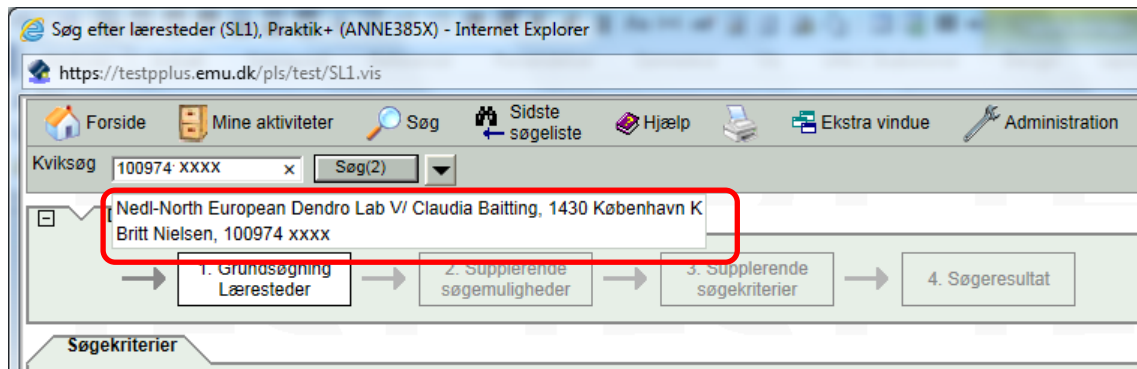 Søg efter læresteder (SL1), Praktik+ (ANNE385X) - Internet Explorer
https://testpplus.emu.dk/pls/test/SL1.vis
Forside Mine aktiviteter Søg Sidste søgeliste Hjælp Ekstra vindue Administration
Kviksøg 100974 xxxx x Søg(2)
Nedl-North European Dendro Lab V/ Claudia Baitting, 1430 København K
Britt Nielsen, 100974 xxxx
1. Grundsøgning
Læresteder
2. Supplerende
søgemuligheder
3. Supplerende
søgekriterier
4. Søgeresultat
Søgekriterier